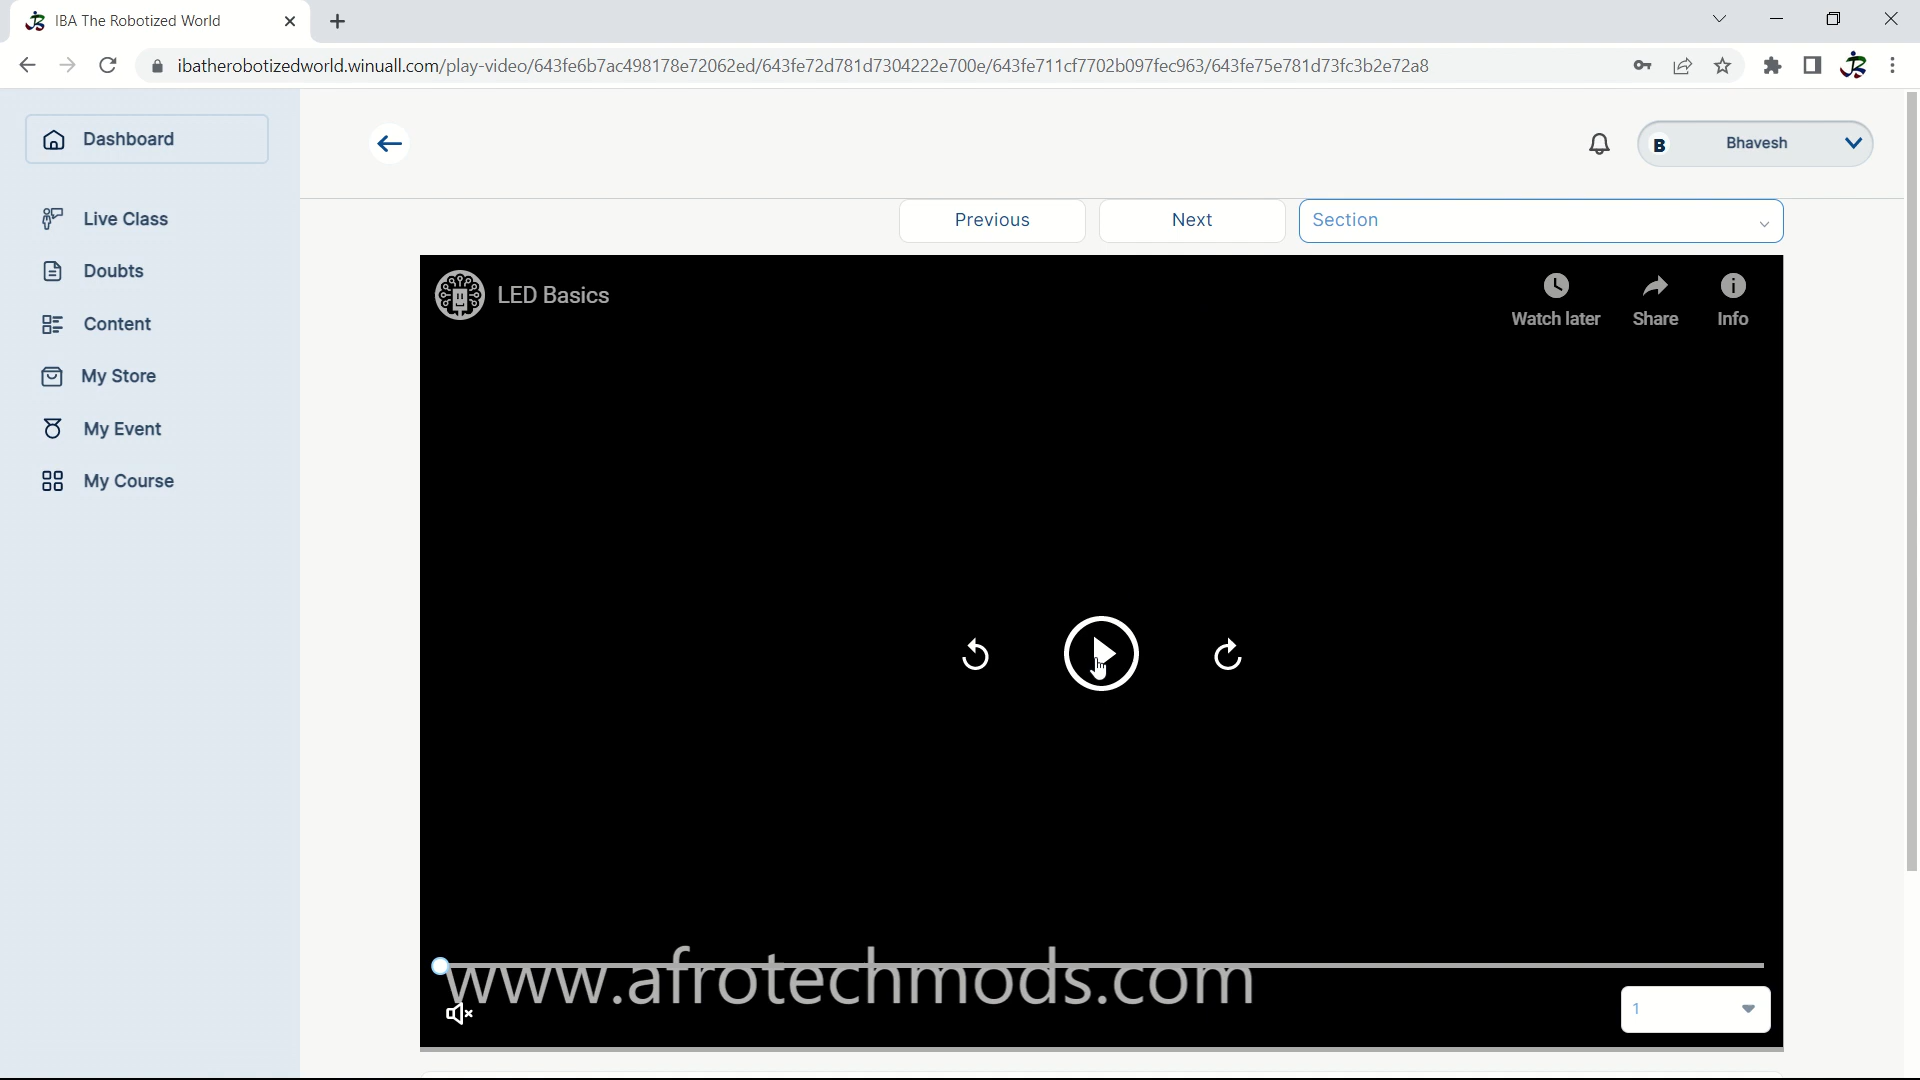 IBA The Robotized World
ibatherobotizedworld.winuall.com/play-video/643fe6b7ac498178e72062ed/643fe72d781d7304222e700e/643fe711cf7702b097fec963/643fe75e781d73fc3b2e72a8
Dashboard
B Bhavesh
Live Class
Previous Next Section
Doubts
LED Basics
Watch later Share Info
Content
My Store
My Event
My Course
www.afrotechmods.com
1